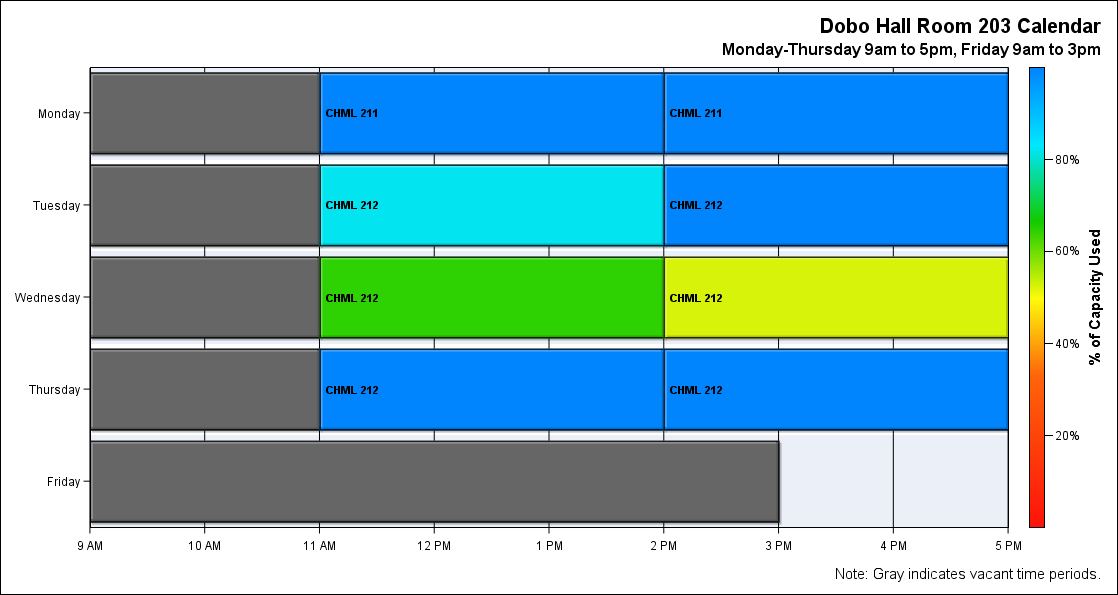 Dobo Hall Room 203 Calendar
Monday-Thursday 9am to 5pm, Friday 9am to 3pm
Monday
CHML 211
CHML 211
Tuesday
CHML 212
CHML 212
Wednesday
CHML 212
CHML 212
Thursday
CHML 212
CHML 212
Friday
9 AM
10 AM
11 AM
12 PM
1 PM
2 PM
3 PM
4 PM
5 PM
80%
60%
40%
20%
% of Capacity Used
Note: Gray indicates vacant time periods.